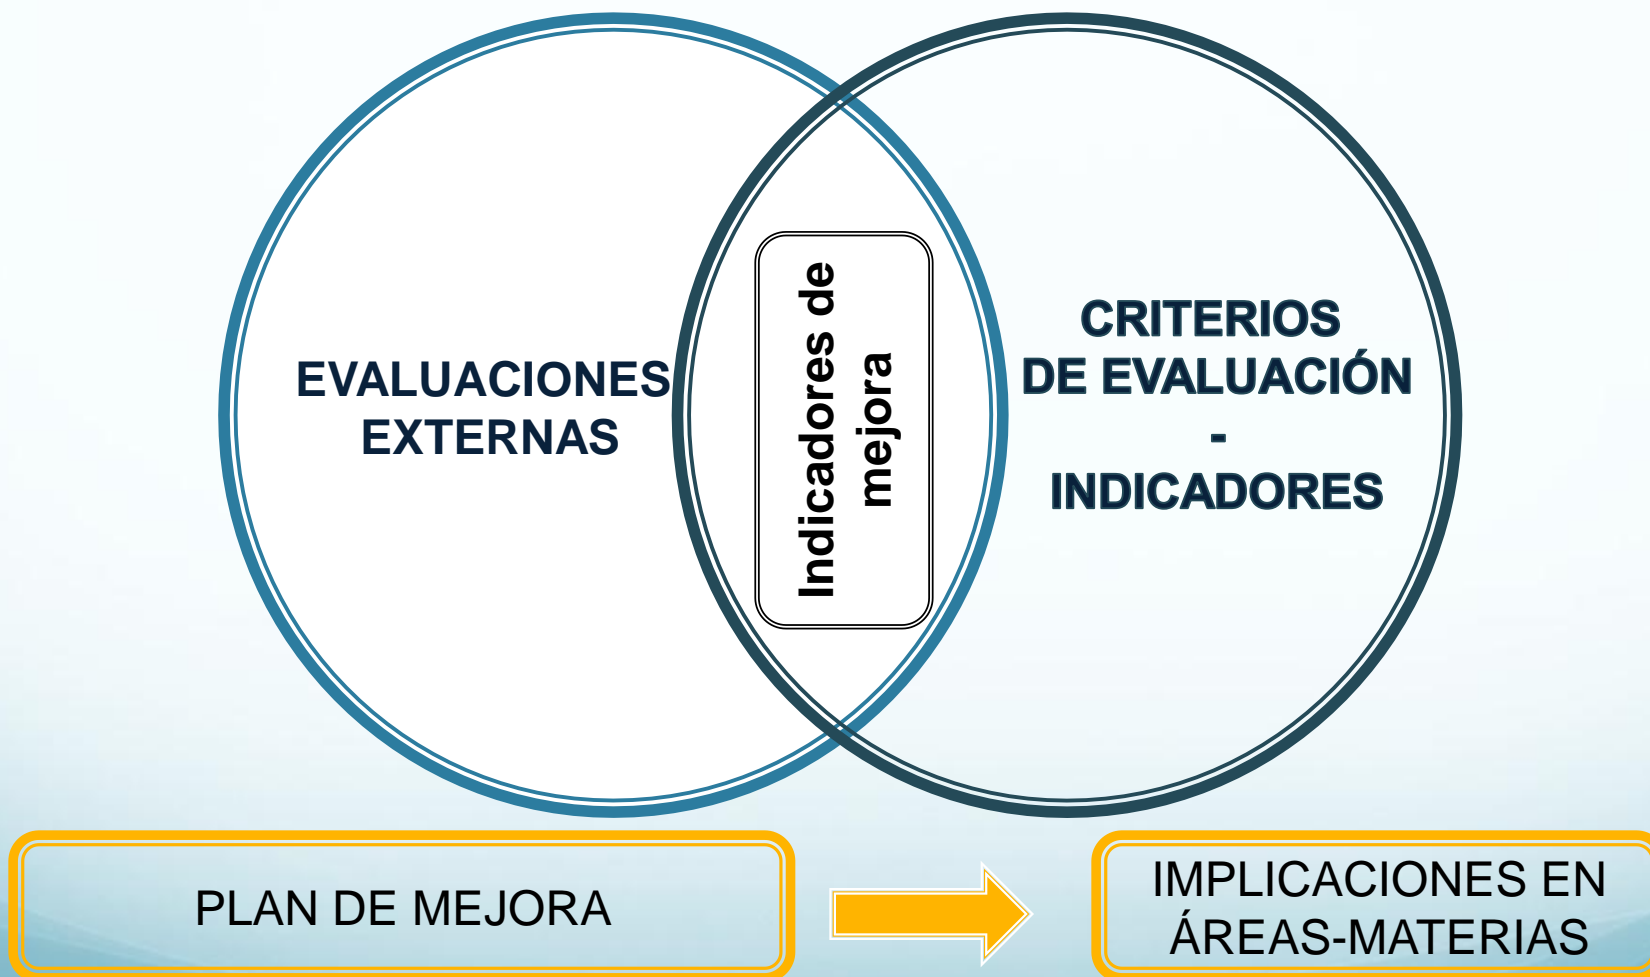 EVALUACIONES
EXTERNAS
Indicadores de
mejora
CRITERIOS
DE EVALUACIÓN
-
INDICADORES
PLAN DE MEJORA
IMPLICACIONES EN
ÁREAS-MATERIAS